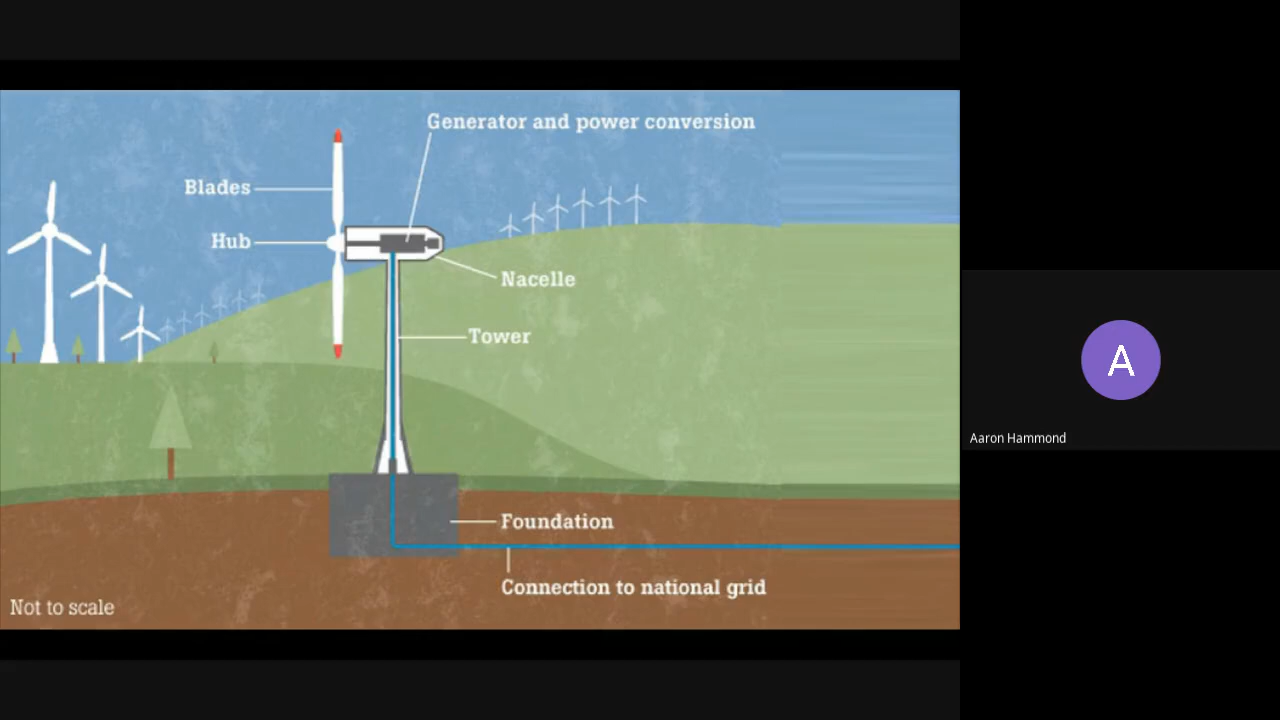 Generator and power conversion
Blades
Hub
Nacelle
Tower
Foundation
Connection to national grid
Not to scale
A
Aaron Hammond